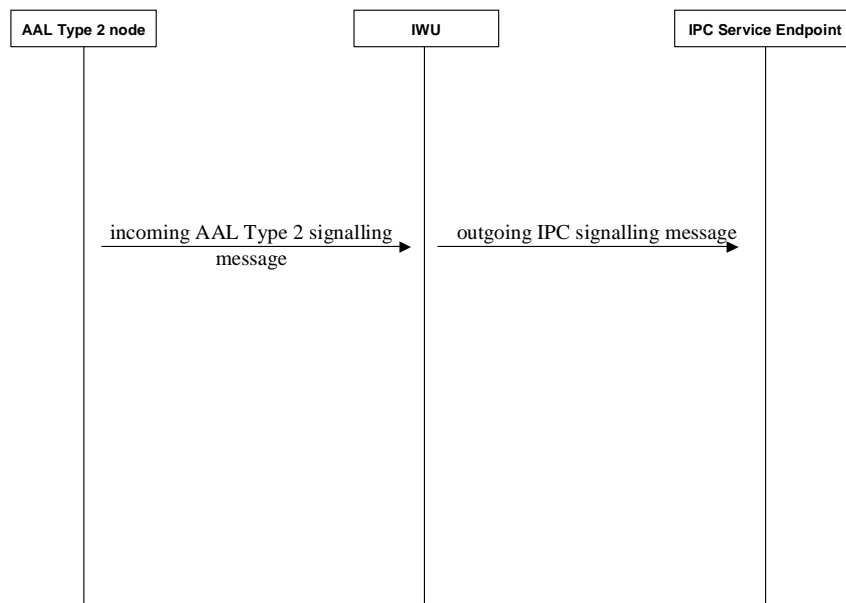 AAL Type 2 node
IWU
IPC Service Endpoint
incoming AAL Type 2 signalling
message
outgoing IPC signalling message